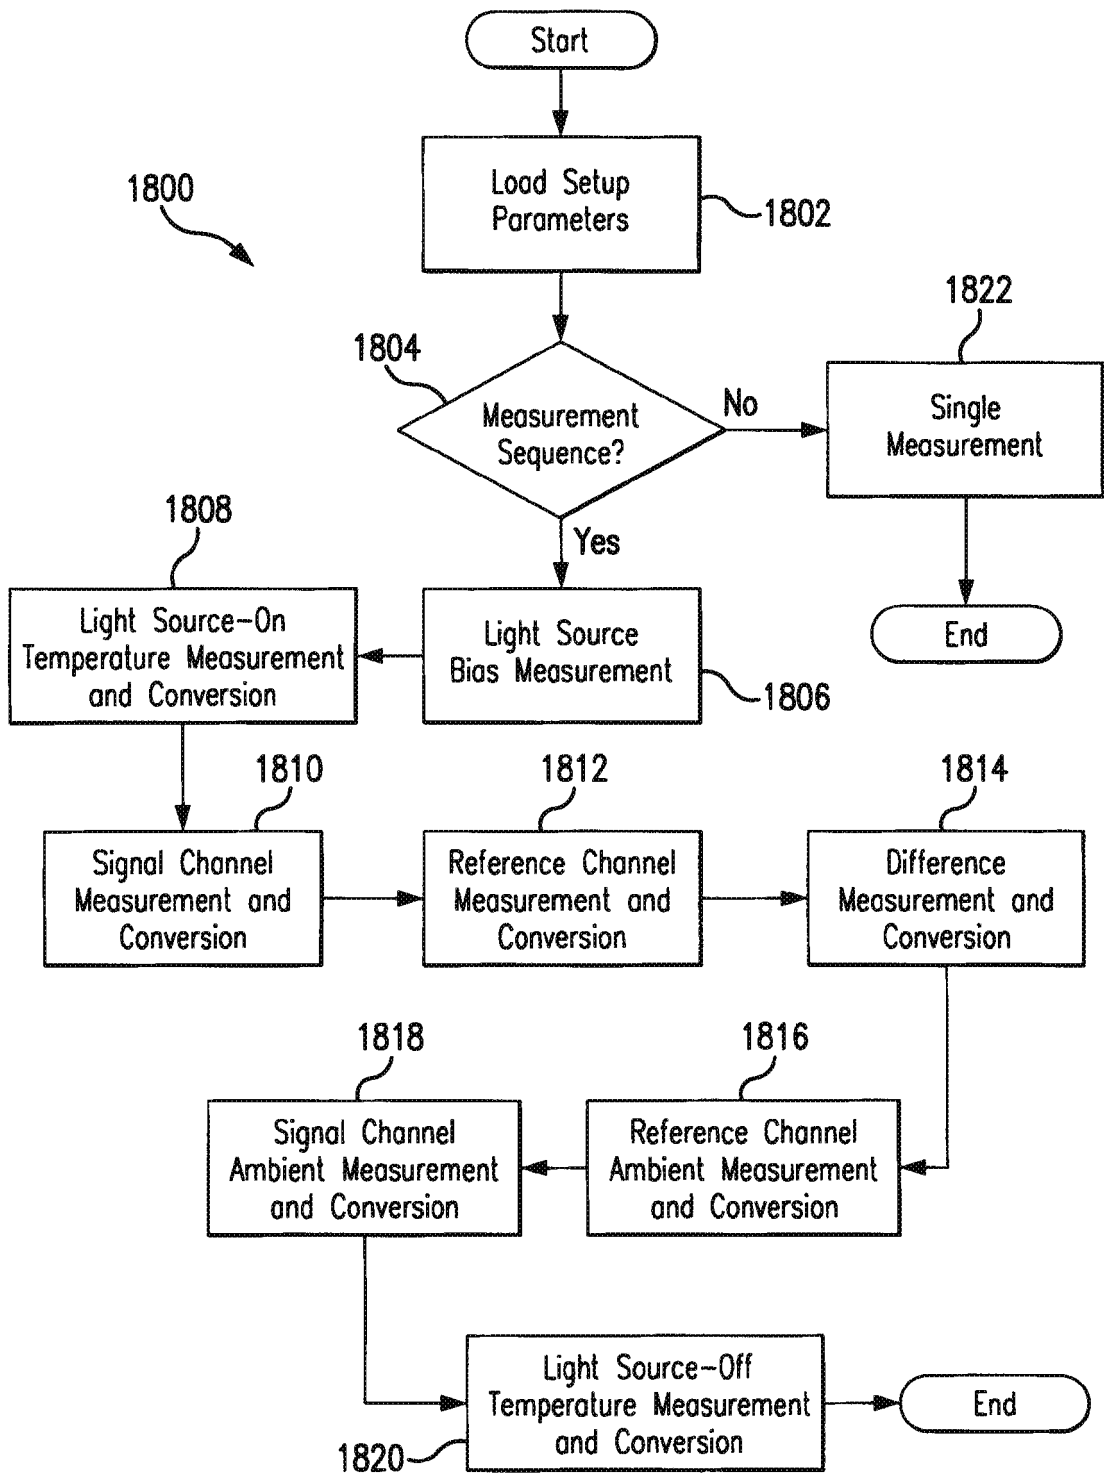 Start
1800
Load Setup
Parameters
1802
1804
Measurement
Sequence?
No
1822
Single
Measurement
End
Yes
1808
Light Source-On
Temperature Measurement
and Conversion
Light Source
Bias Measurement
1806
1810
Signal Channel
Measurement and
Conversion
1812
Reference Channel
Measurement and
Conversion
1814
Difference
Measurement and
Conversion
1816
Reference Channel
Ambient Measurement
and Conversion
1818
Signal Channel
Ambient Measurement
and Conversion
Light Source-Off
Temperature Measurement
and Conversion
1820
End